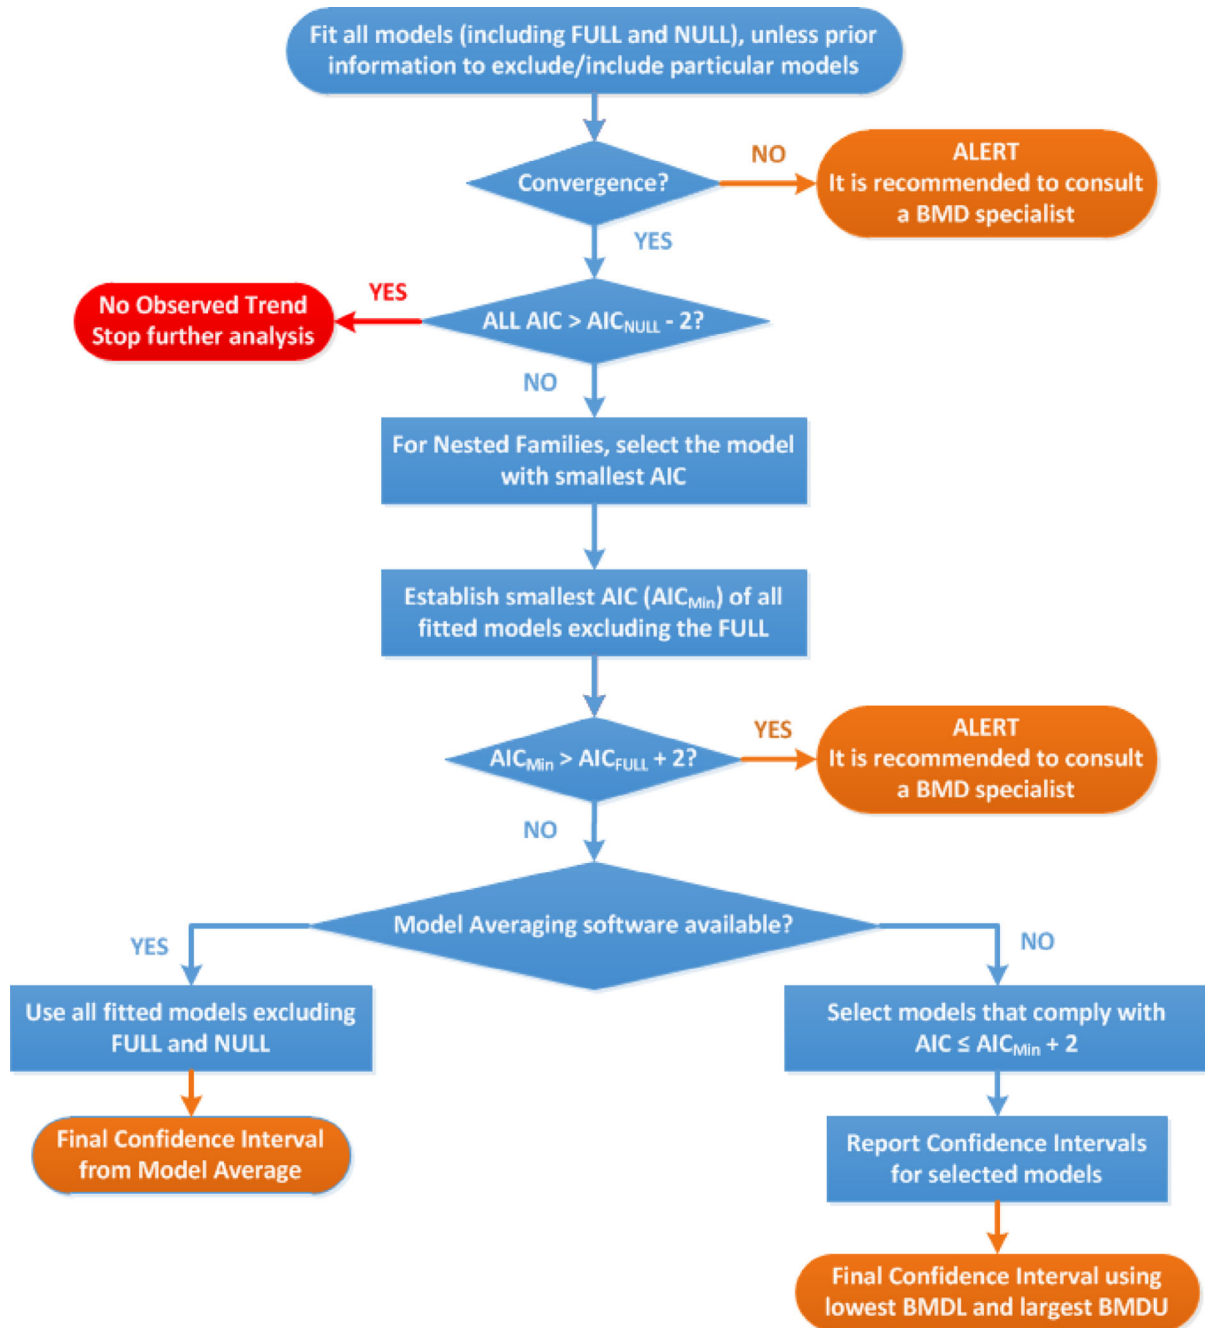 Fit all models (including FULL and NULL), unless prior
information to exclude/include particular models
Convergence?
NO
ALERT
It is recommended to consult
a BMD specialist
YES
ALL AIC > AIC_NULL - 2?
YES
No Observed Trend
Stop further analysis
NO
For Nested Families, select the model
with smallest AIC
Establish smallest AIC (AIC_Min) of all
fitted models excluding the FULL
AIC_Min > AIC_FULL + 2?
YES
ALERT
It is recommended to consult
a BMD specialist
NO
Model Averaging software available?
YES
Use all fitted models excluding
FULL and NULL
Final Confidence Interval
from Model Average
NO
Select models that comply with
AIC ≤ AIC_Min + 2
Report Confidence Intervals
for selected models
Final Confidence Interval using
lowest BMDL and largest BMDU